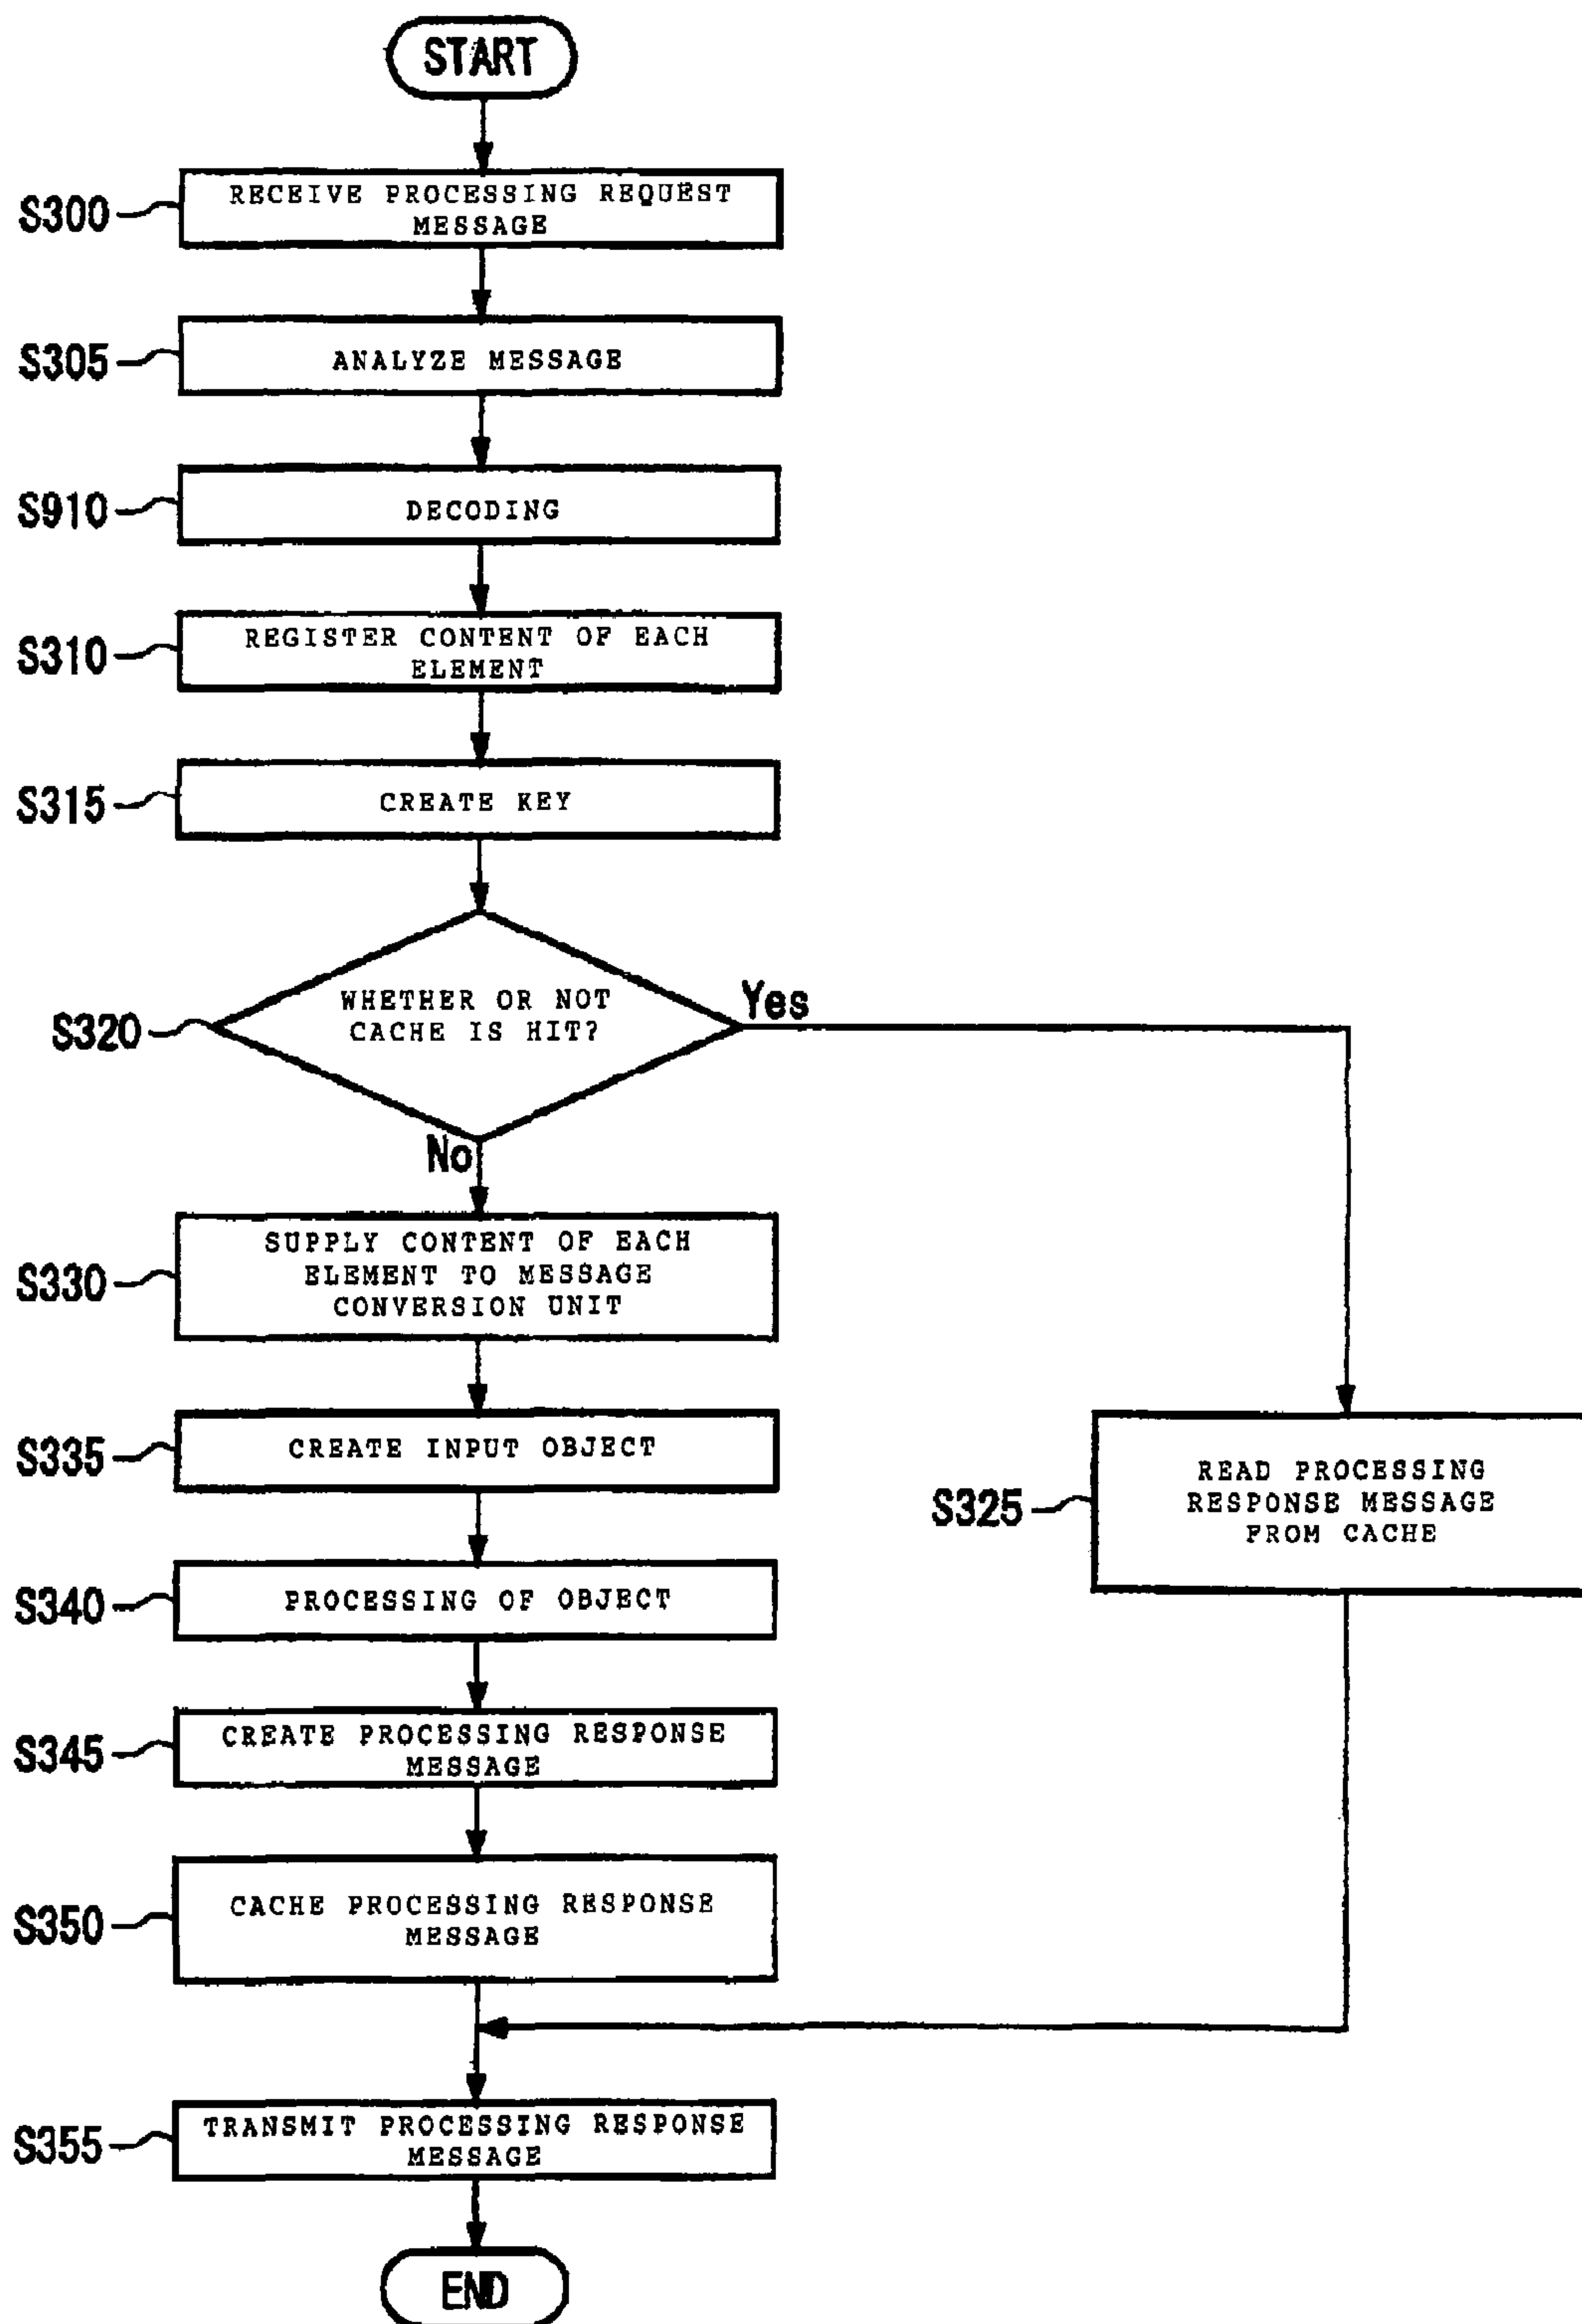 START
S300
RECEIVE PROCESSING REQUEST
MESSAGE
S305
ANALYZE MESSAGE
S910
DECODING
S310
REGISTER CONTENT OF EACH
ELEMENT
S315
CREATE KEY
S320
WHETHER OR NOT
CACHE IS HIT?
Yes
No
S330
SUPPLY CONTENT OF EACH
ELEMENT TO MESSAGE
CONVERSION UNIT
S335
CREATE INPUT OBJECT
S325
READ PROCESSING
RESPONSE MESSAGE
FROM CACHE
S340
PROCESSING OF OBJECT
S345
CREATE PROCESSING RESPONSE
MESSAGE
S350
CACHE PROCESSING RESPONSE
MESSAGE
S355
TRANSMIT PROCESSING RESPONSE
MESSAGE
END